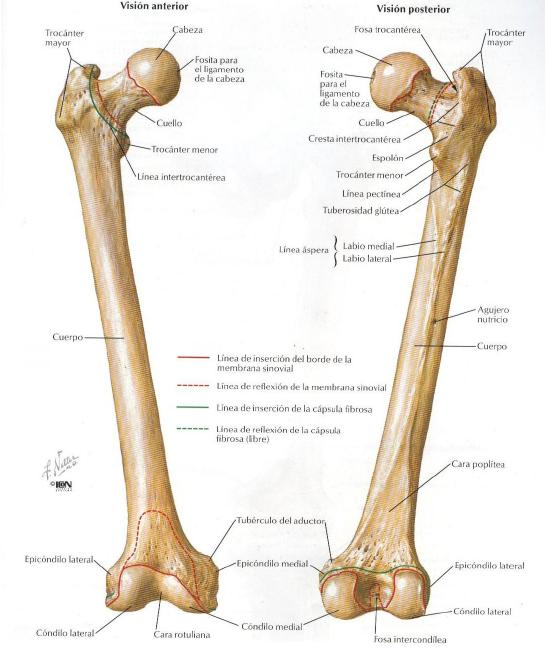 Visión anterior
Trocánter
mayor
Cabeza
Fosita para
el ligamento
de la cabeza
Cuello
Trocánter menor
Línea intertrocantérea
Cuerpo
Epicóndilo lateral
Cóndilo lateral
Cara rotuliana
Tubérculo del aductor
Epicóndilo medial
Cóndilo medial
Línea de inserción del borde de la
membrana sinovial
Línea de reflexión de la membrana sinovial
Línea de inserción de la cápsula fibrosa
Línea de reflexión de la cápsula
fibrosa (libre)
Visión posterior
Fosa trocantérea
Trocánter
mayor
Cabeza
Fosita
para el
ligamento
de la cabeza
Cuello
Cresta intertrocantérea
Espolón
Trocánter menor
Línea pectínea
Tuberosidad glútea
Línea áspera
Labio medial
Labio lateral
Agujero
nutricio
Cuerpo
Cara poplítea
Epicóndilo lateral
Cóndilo lateral
Fosa intercondílea
F. Netter